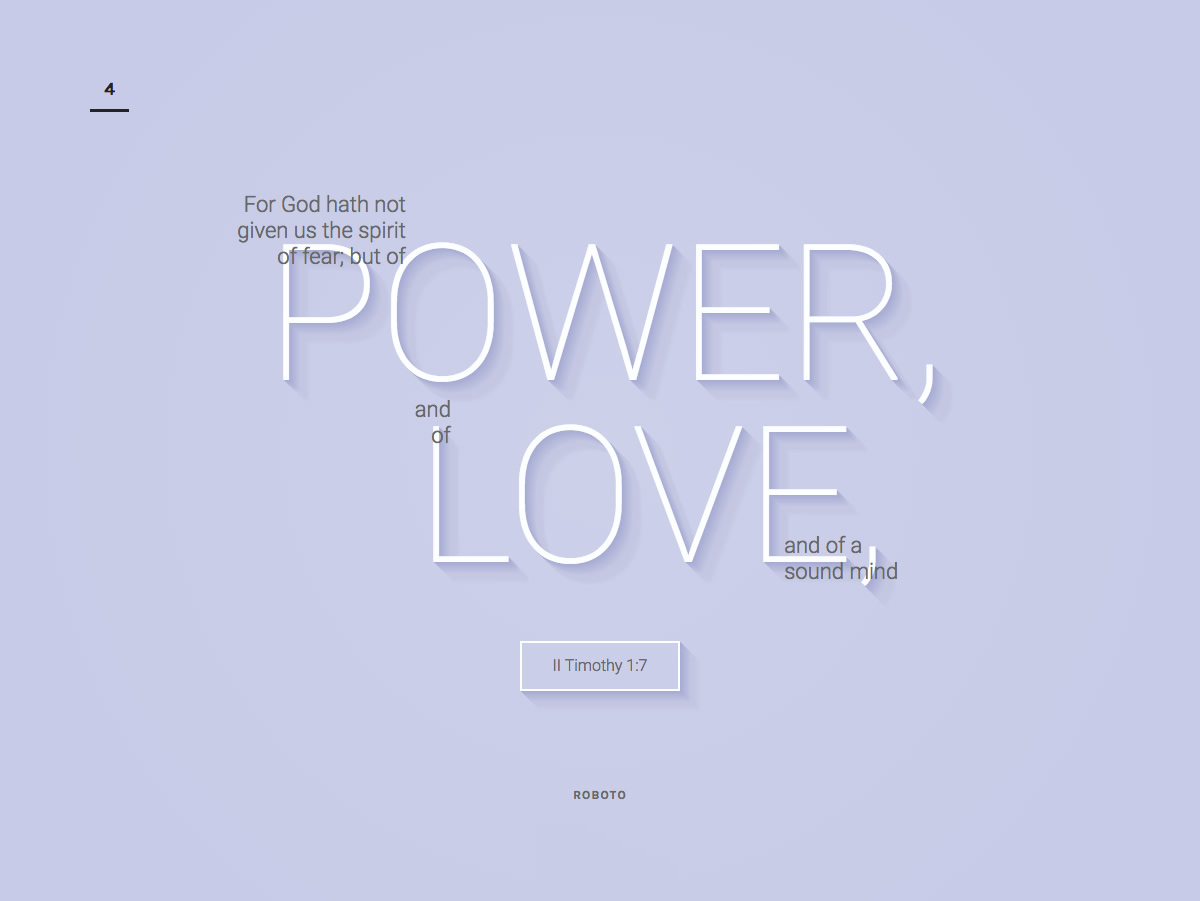 4
For God hath not
given us the spirit
of fear; but of
POWER,
and
of
LOVE,
and of a
sound mind
II Timothy 1:7
ROBOTO